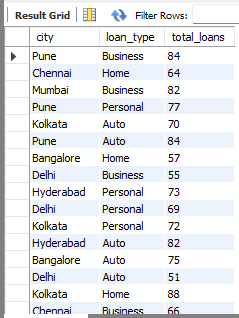 Result Grid Filter Rows:
city loan_type total_loans
Pune Business 84
Chennai Home 64
Mumbai Business 82
Pune Personal 77
Kolkata Auto 70
Pune Auto 84
Bangalore Home 57
Delhi Business 55
Hyderabad Personal 73
Delhi Personal 69
Kolkata Personal 72
Hyderabad Auto 82
Bangalore Auto 75
Delhi Auto 51
Kolkata Home 88
Chennai Business 66